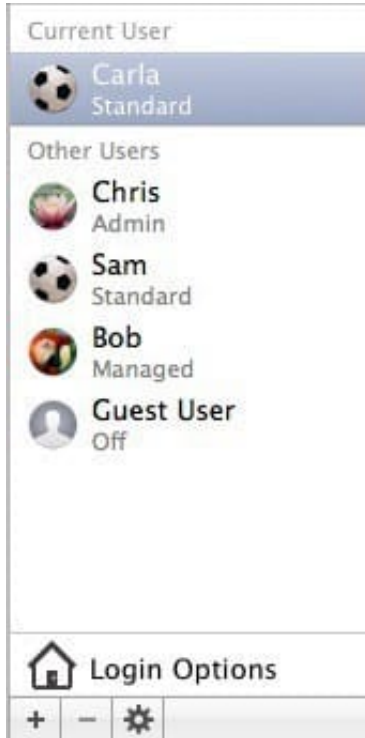 Current User
Carla
Standard
Other Users
Chris
Admin
Sam
Standard
Bob
Managed
Guest User
Off
Login Options